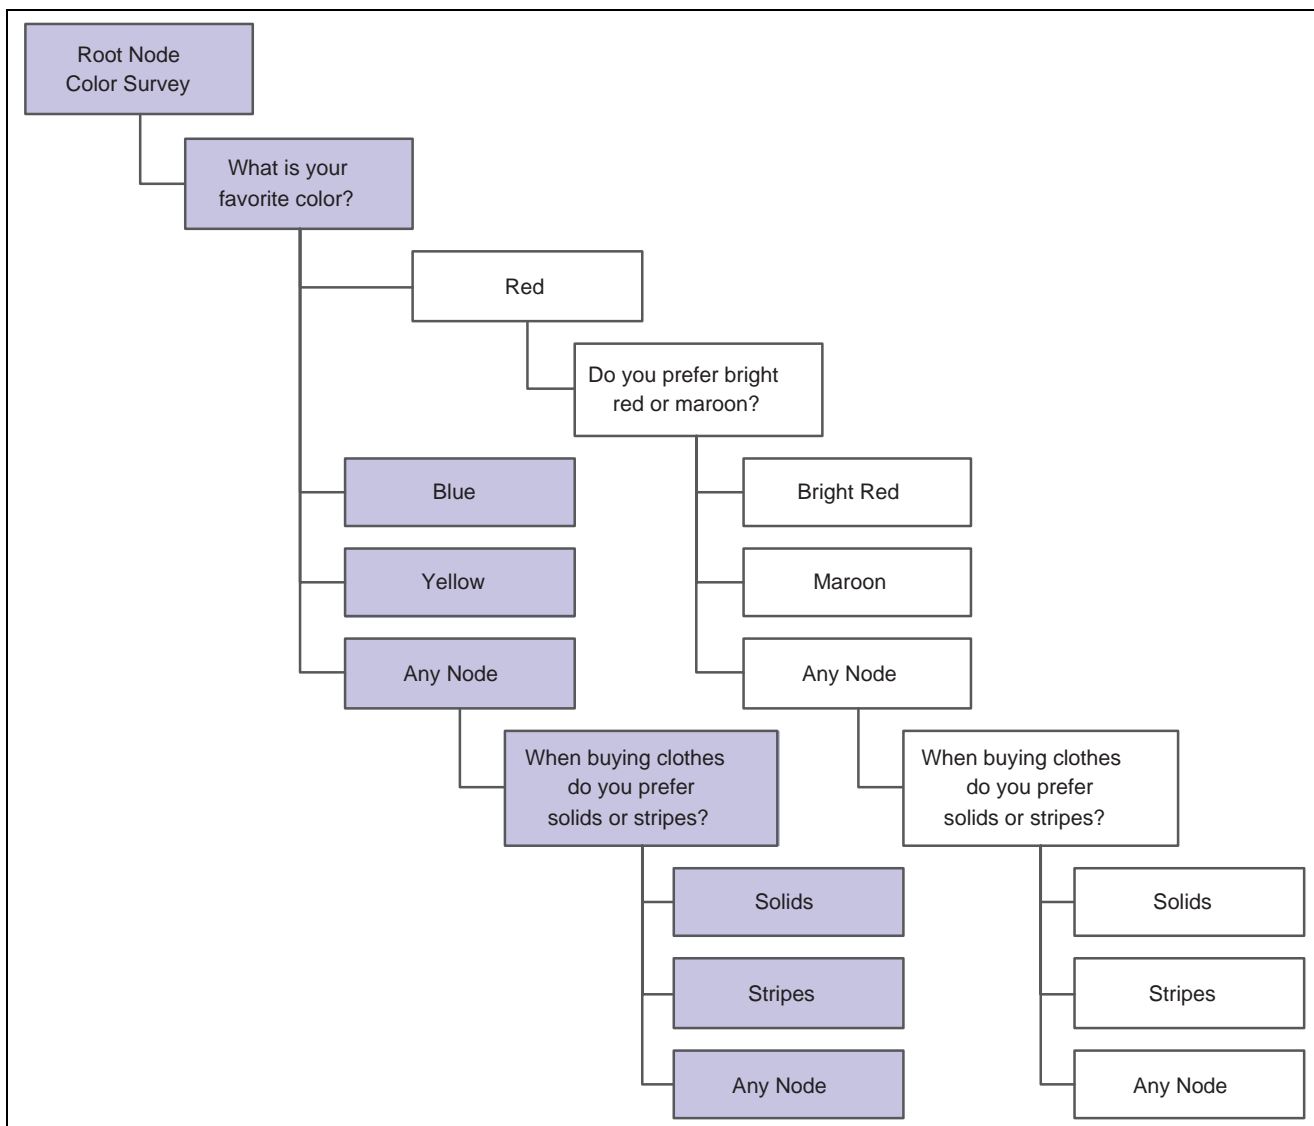 Root Node
Color Survey
What is your
favorite color?
Red
Do you prefer bright
red or maroon?
Blue
Bright Red
Yellow
Maroon
Any Node
Any Node
When buying clothes
do you prefer
solids or stripes?
When buying clothes
do you prefer
solids or stripes?
Solids
Solids
Stripes
Stripes
Any Node
Any Node